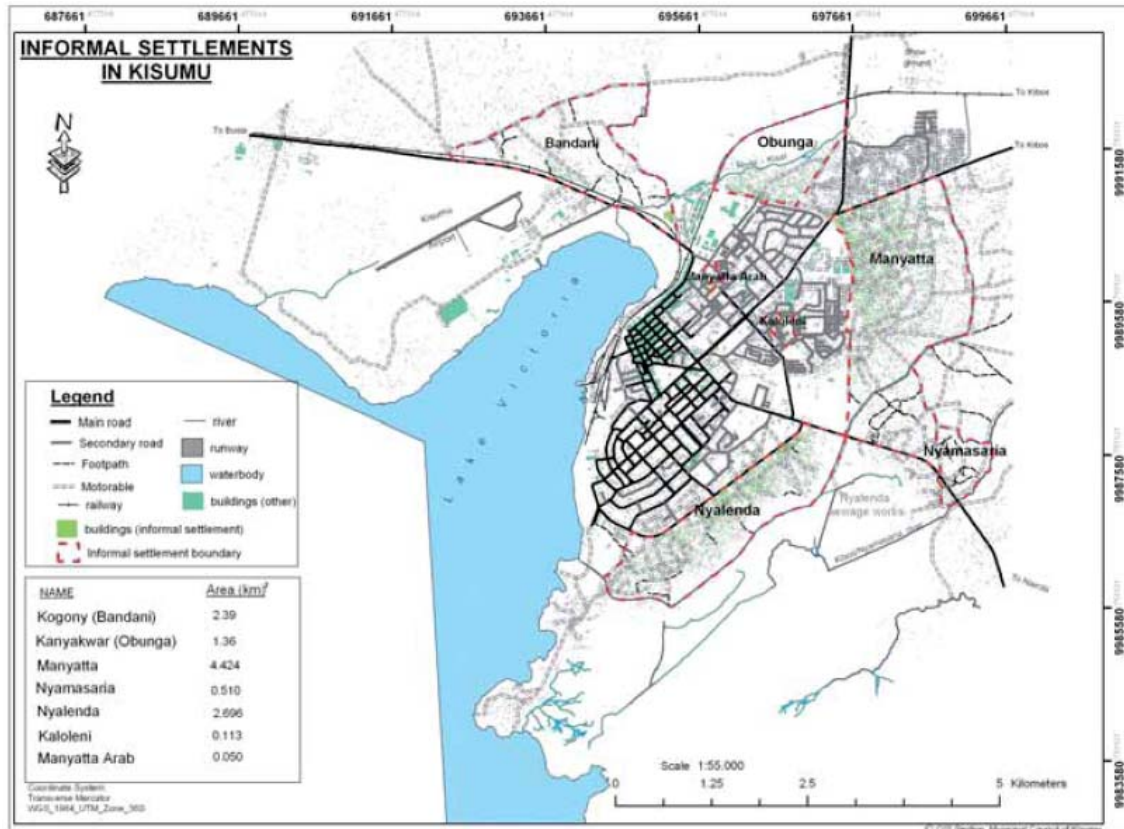 687661
689661
691661
693661
695661
697661
699661
INFORMAL SETTLEMENTS
IN KISUMU
N
To Busia
Bandani
Obunga
To Kibos
To Kibos
River - Kisat
Kisumu
Airport
Manyatta Arab
Manyatta
Kaloleni
Lake Victoria
Nyamasaria
Nyalenda
Nyalenda
sewage works
To Nairobi
9991580
9989580
9987580
9985580
9983580
Legend
Main road
Secondary road
Footpath
Motorable
railway
river
runway
waterbody
buildings (other)
buildings (informal settlement)
Informal settlement boundary
NAME Area (km)²
Kogony (Bandani) 2.39
Kanyakwar (Obunga) 1.36
Manyatta 4.424
Nyamasaria 0.510
Nyalenda 2.696
Kaloleni 0.113
Manyatta Arab 0.050
Coordinate System
Transverse Mercator
Scale 1:55,000
0 1.25 2.5 5 Kilometers